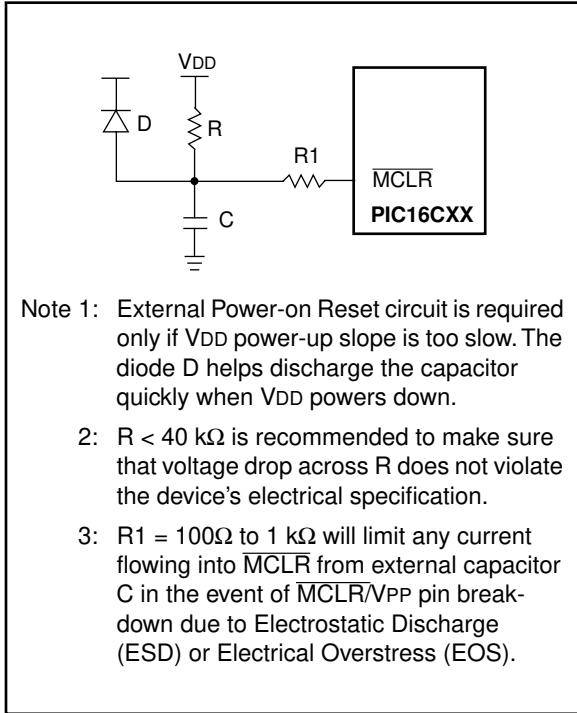 VDD
D
R
R1
C
MCLR
PIC16CXX
Note 1: External Power-on Reset circuit is required
only if VDD power-up slope is too slow. The
diode D helps discharge the capacitor
quickly when VDD powers down.
2: R < 40 kΩ is recommended to make sure
that voltage drop across R does not violate
the device's electrical specification.
3: R1 = 100Ω to 1 kΩ will limit any current
flowing into MCLR from external capacitor
C in the event of MCLR/VPP pin break-
down due to Electrostatic Discharge
(ESD) or Electrical Overstress (EOS).